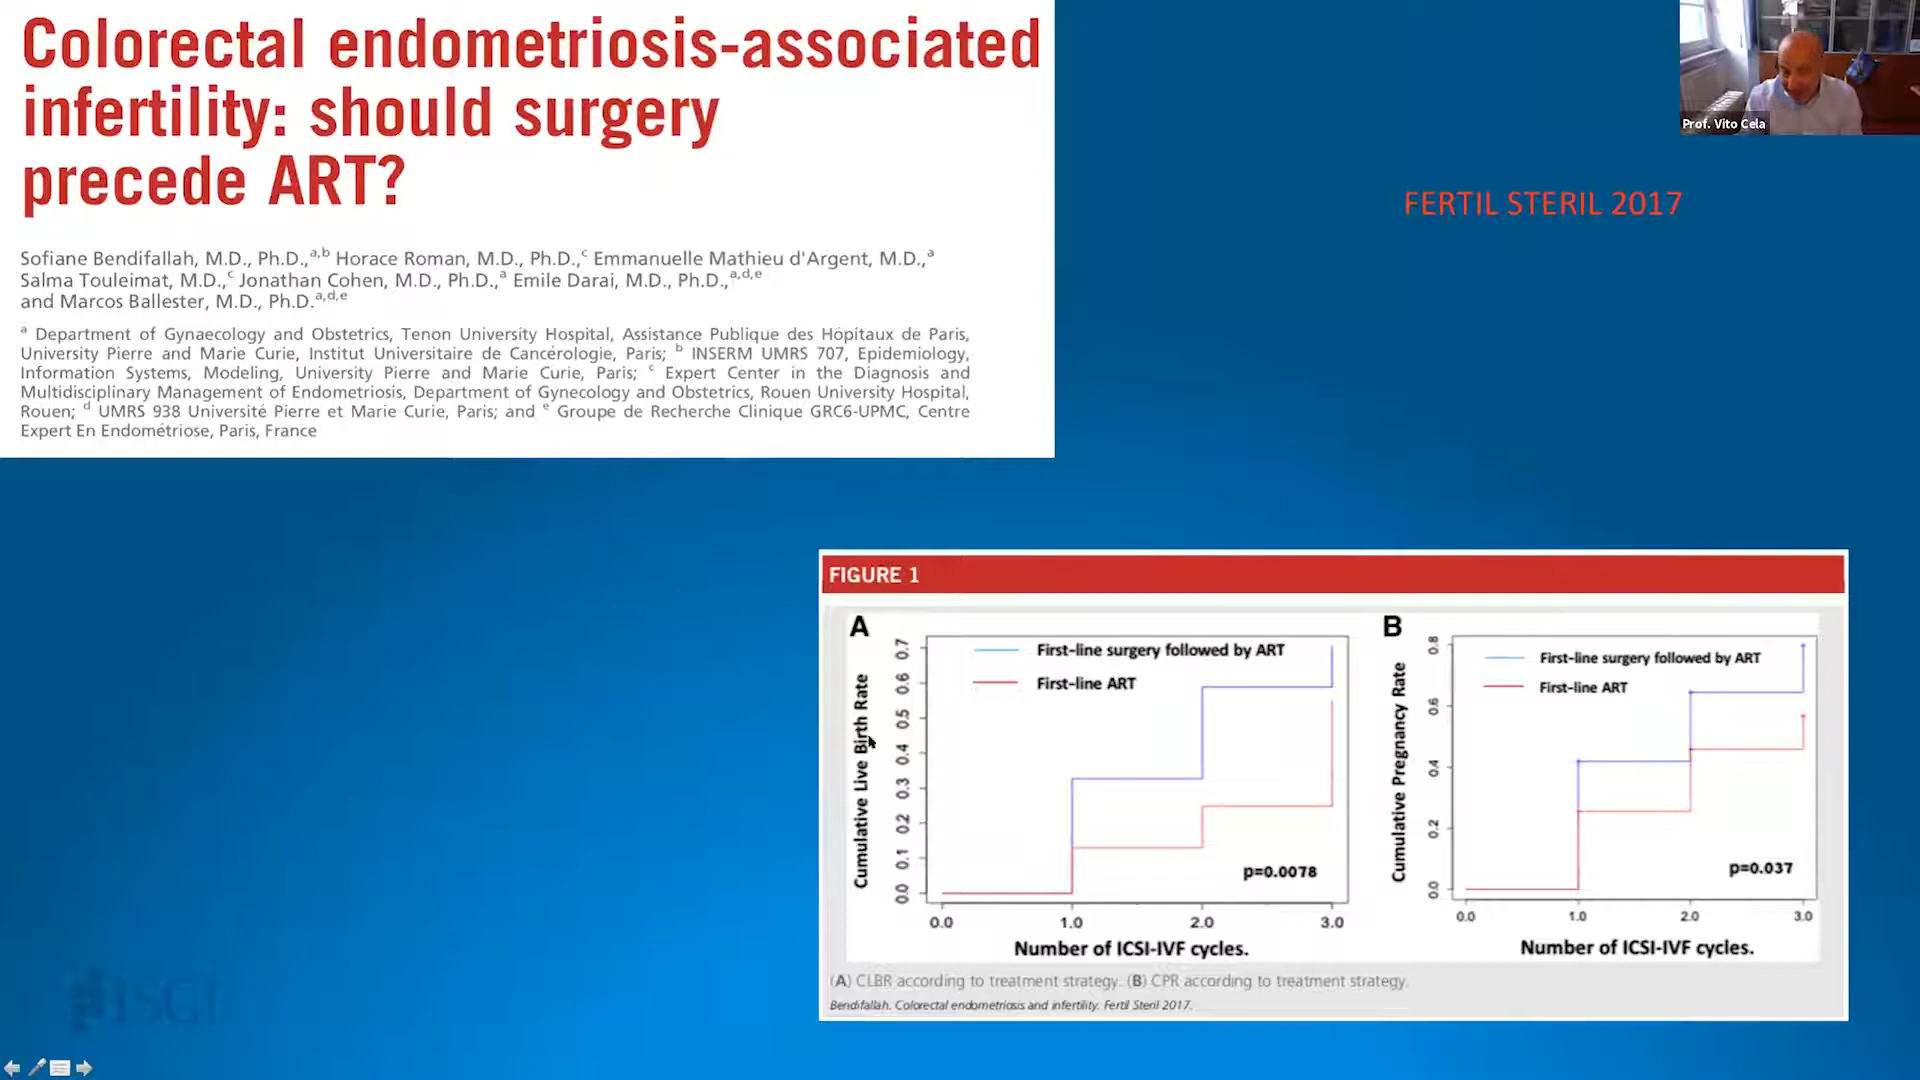 Colorectal endometriosis-associated
infertility: should surgery
precede ART?
Prof. Vito Cela
FERTIL STERIL 2017
Sofiane Bendifallah, M.D., Ph.D.,a,b Horace Roman, M.D., Ph.D.,c Emmanuelle Mathieu d'Argent, M.D.,a
Salma Touleimat, M.D.,c Jonathan Cohen, M.D., Ph.D.,a Emile Darai, M.D., Ph.D.,a,d,e
and Marcos Ballester, M.D., Ph.D.a,d,e
a Department of Gynaecology and Obstetrics, Tenon University Hospital, Assistance Publique des Hôpitaux de Paris,
University Pierre and Marie Curie, Institut Universitaire de Cancérologie, Paris; b INSERM UMRS 707, Epidemiology,
Information Systems, Modeling, University Pierre and Marie Curie, Paris; c Expert Center in the Diagnosis and
Multidisciplinary Management of Endometriosis, Department of Gynecology and Obstetrics, Rouen University Hospital,
Rouen; d UMRS 938 Université Pierre et Marie Curie, Paris; and e Groupe de Recherche Clinique GRC6-UPMC, Centre
Expert En Endométriose, Paris, France
FIGURE 1
A
First-line surgery followed by ART
First-line ART
Cumulative Live Birth Rate
0.7
0.6
0.5
0.4
0.3
0.2
0.1
0.0
p=0.0078
0.0 1.0 2.0 3.0
Number of ICSI-IVF cycles.
B
First-line surgery followed by ART
First-line ART
Cumulative Pregnancy Rate
0.8
0.6
0.4
0.2
0.0
p=0.037
0.0 1.0 2.0 3.0
Number of ICSI-IVF cycles.
(A) CLBR according to treatment strategy. (B) CPR according to treatment strategy.
Bendifallah. Colorectal endometriosis and infertility. Fertil Steril 2017.
ISGI